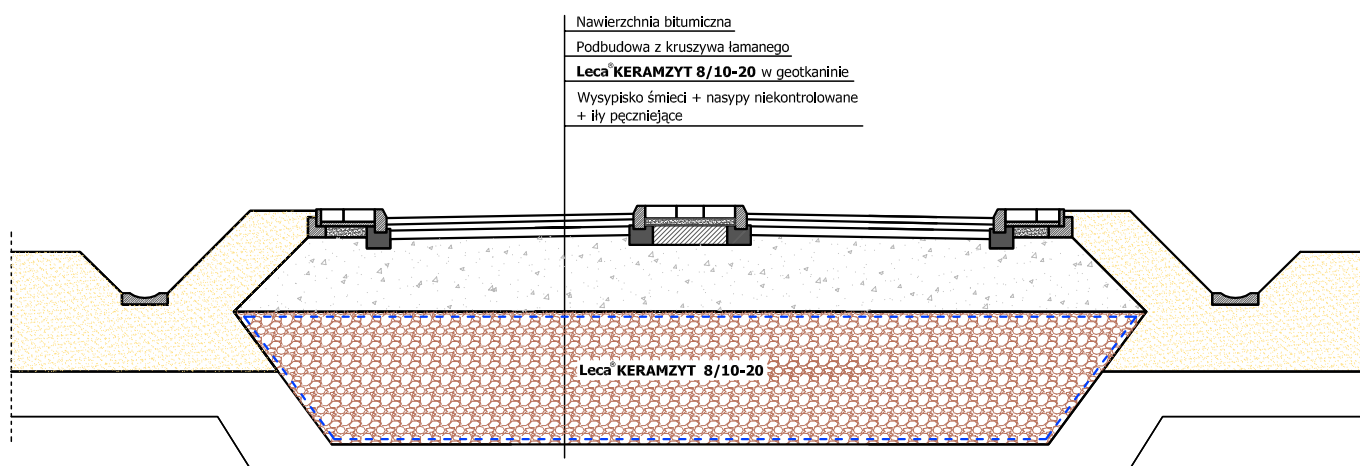 Nawierzchnia bitumiczna
Podbudowa z kruszywa łamanego
Leca®KERAMZYT 8/10-20 w geotkaninie
Wysypisko śmieci + nasypy niekontrolowane
+ iły pęczniejące
Leca®KERAMZYT 8/10-20